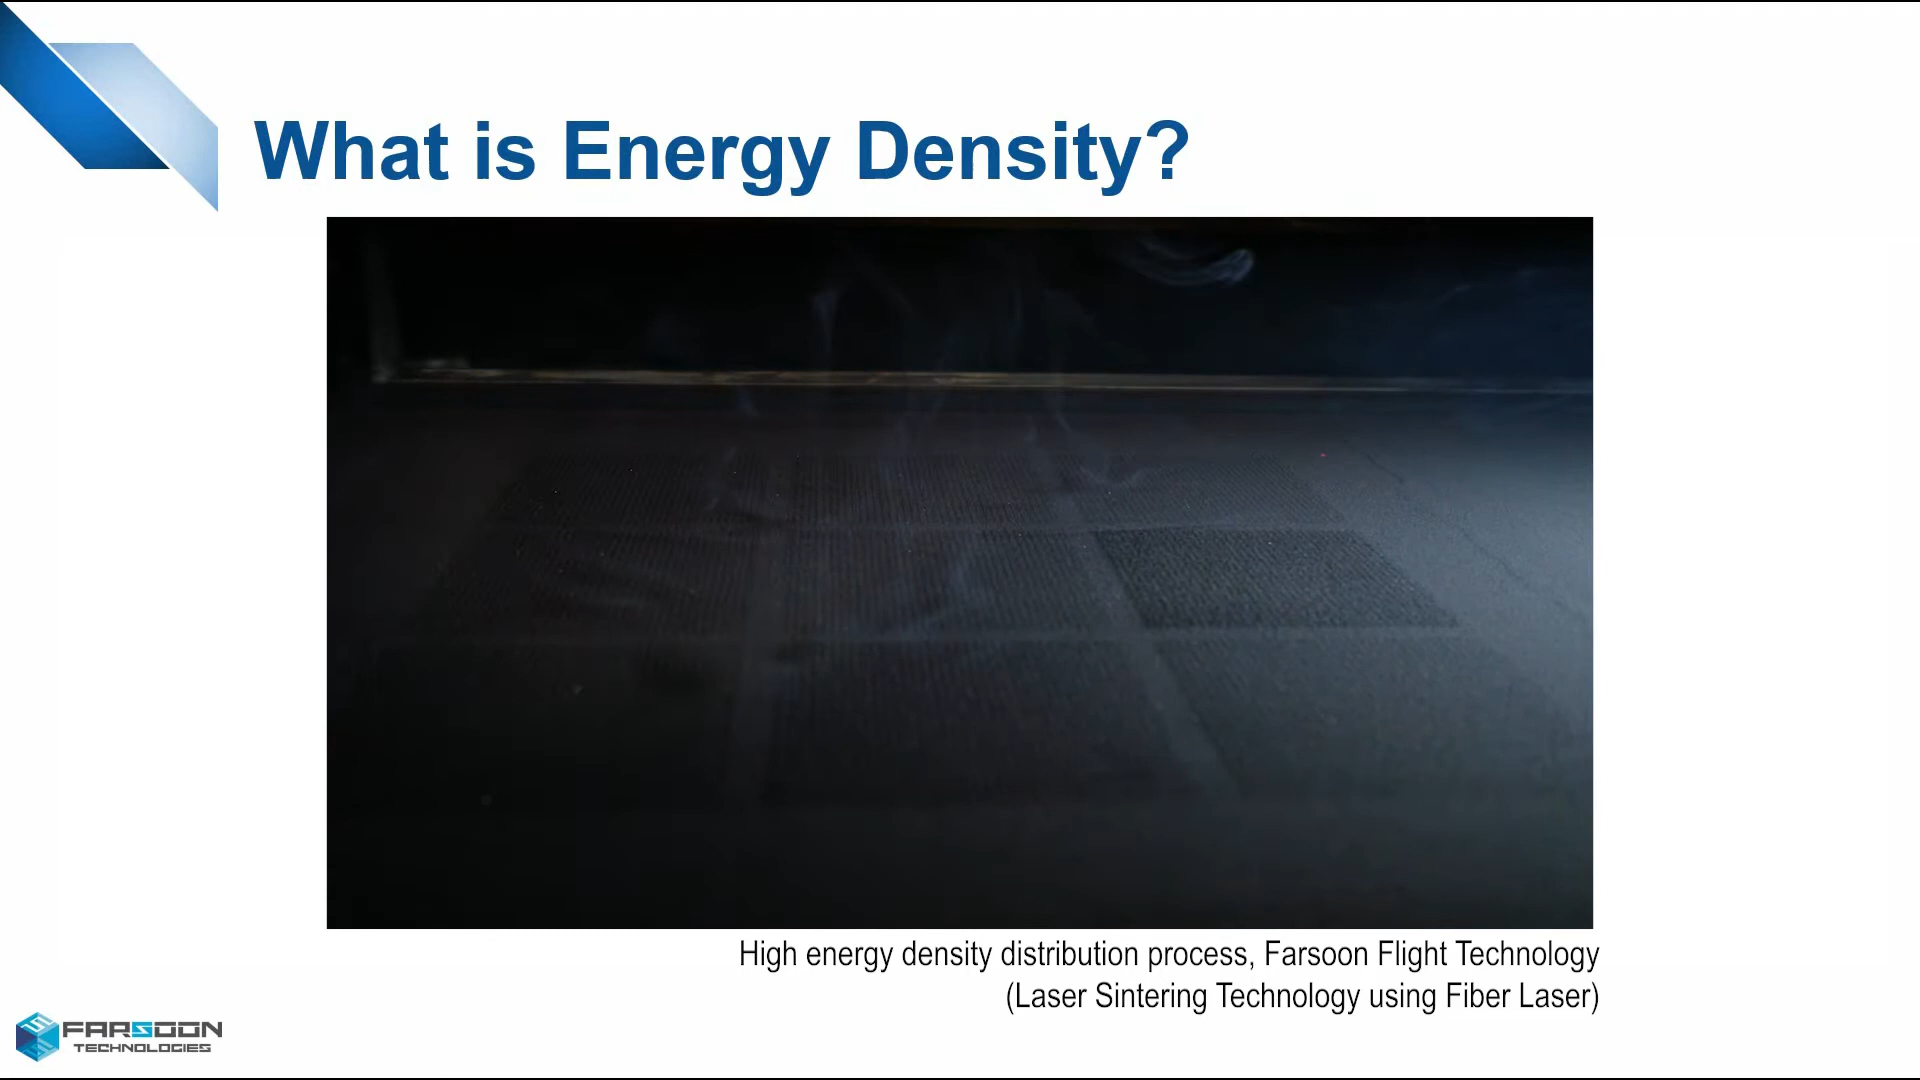 What is Energy Density?
High energy density distribution process, Farsoon Flight Technology
(Laser Sintering Technology using Fiber Laser)
FARSOON
TECHNOLOGIES